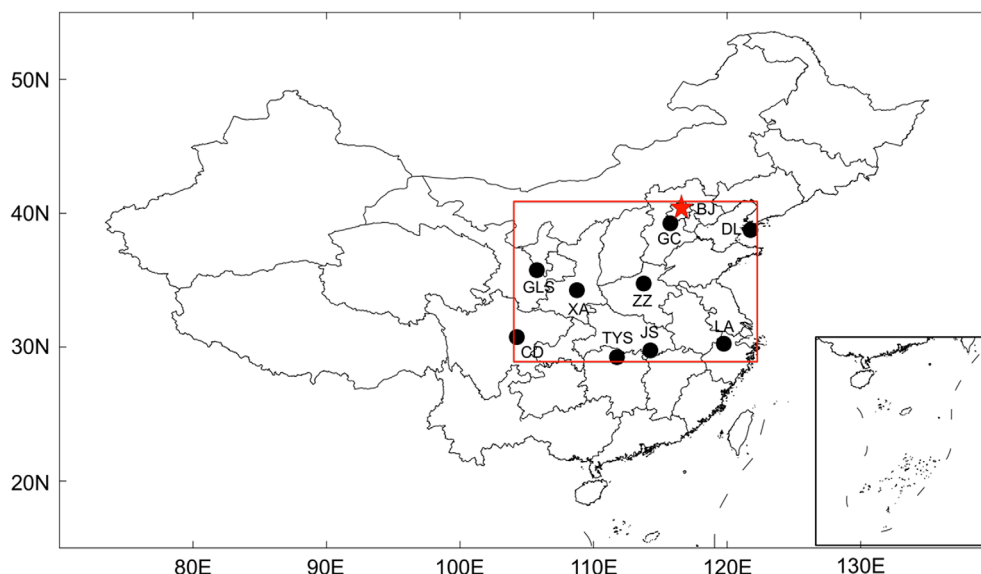 50N
40N
30N
20N
BJ
DL
GC
GLS
XA
ZZ
TYS
JS
LA
CD
80E
90E
100E
110E
120E
130E